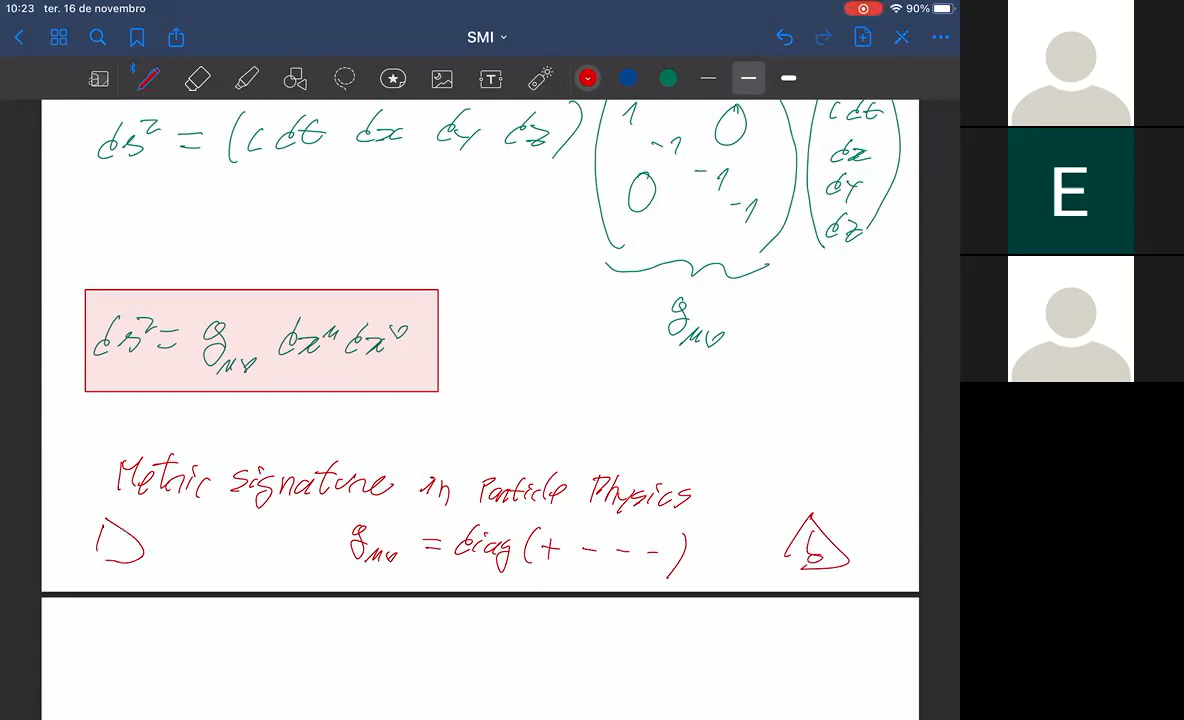 10:23 ter. 16 de novembro 90%
SMI
ds² = (c dt dx dy dz) (1 -1 -1 -1 0 0) (c dt
dx
dy
dz)
g_μν
ds² = g_μν dx^μ dx^ν
Metric signature in Particle Physics
g_μν = diag(+ - - -)
E